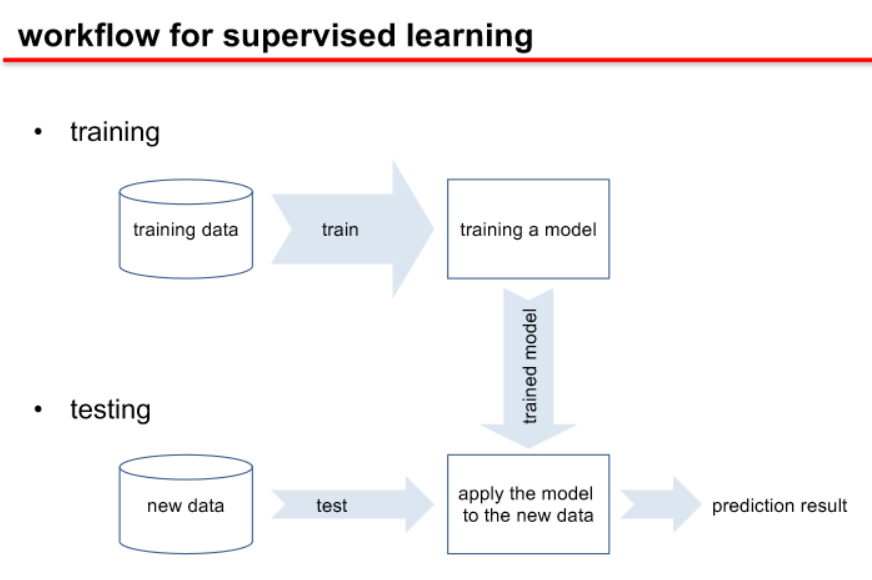 workflow for supervised learning
• training
training data
train
training a model
trained model
• testing
new data
test
apply the model
to the new data
prediction result